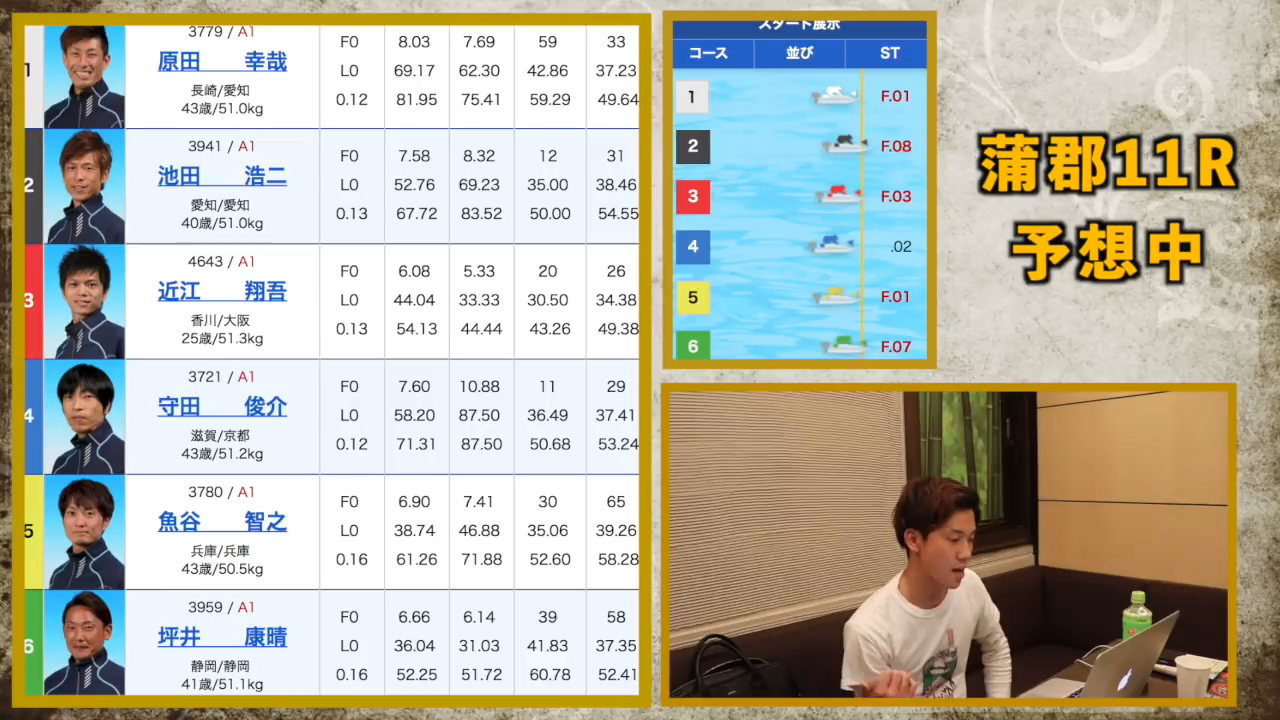 1
3779 / A1
原田 幸哉
長崎/愛知
43歳/51.0kg
F0 8.03 7.69 59 33
L0 69.17 62.30 42.86 37.23
0.12 81.95 75.41 59.29 49.64
2
3941 / A1
池田 浩二
愛知/愛知
40歳/51.0kg
F0 7.58 8.32 12 31
L0 52.76 69.23 35.00 38.46
0.13 67.72 83.52 50.00 54.55
3
4643 / A1
近江 翔吾
香川/大阪
25歳/51.3kg
F0 6.08 5.33 20 26
L0 44.04 33.33 30.50 34.38
0.13 54.13 44.44 43.26 49.38
4
3721 / A1
守田 俊介
滋賀/京都
43歳/51.2kg
F0 7.60 10.88 11 29
L0 58.20 87.50 36.49 37.41
0.12 71.31 87.50 50.68 53.24
5
3780 / A1
魚谷 智之
兵庫/兵庫
43歳/50.5kg
F0 6.90 7.41 30 65
L0 38.74 46.88 35.06 39.26
0.16 61.26 71.88 52.60 58.28
6
3959 / A1
坪井 康晴
静岡/静岡
41歳/51.1kg
F0 6.66 6.14 39 58
L0 36.04 31.03 41.83 37.35
0.16 52.25 51.72 60.78 52.41
スタート展示
コース 並び ST
1 F.01
2 F.08
3 F.03
4 .02
5 F.01
6 F.07
蒲郡11R
予想中